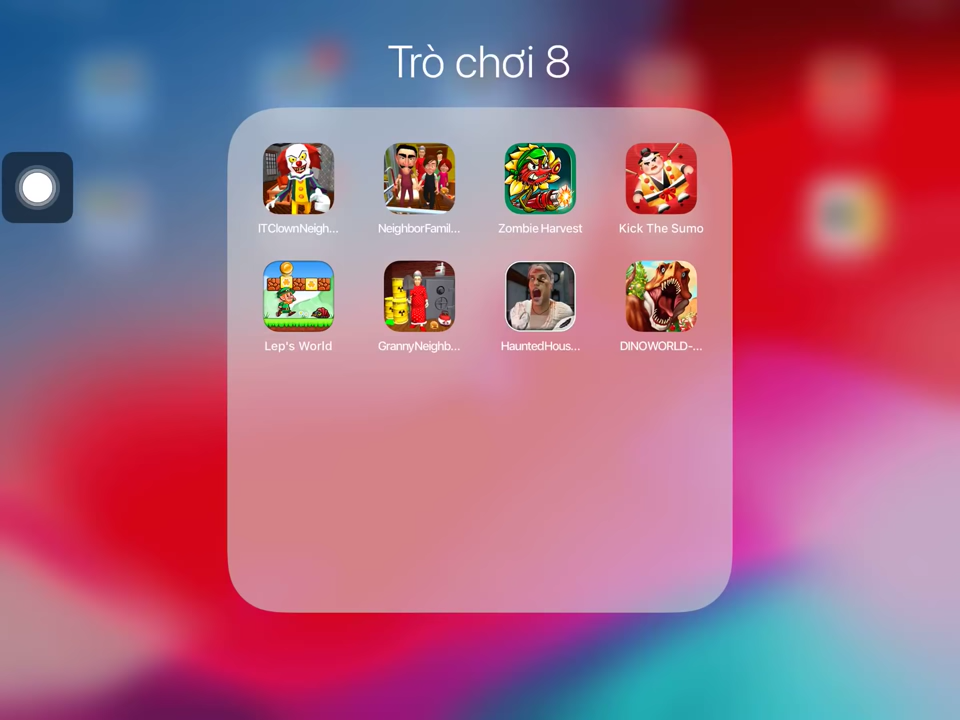 Trò chơi 8
ITClownNeigh...
NeighborFamil...
Zombie Harvest
Kick The Sumo
Lep's World
GrannyNeighb...
HauntedHous...
DINOWORLD-...